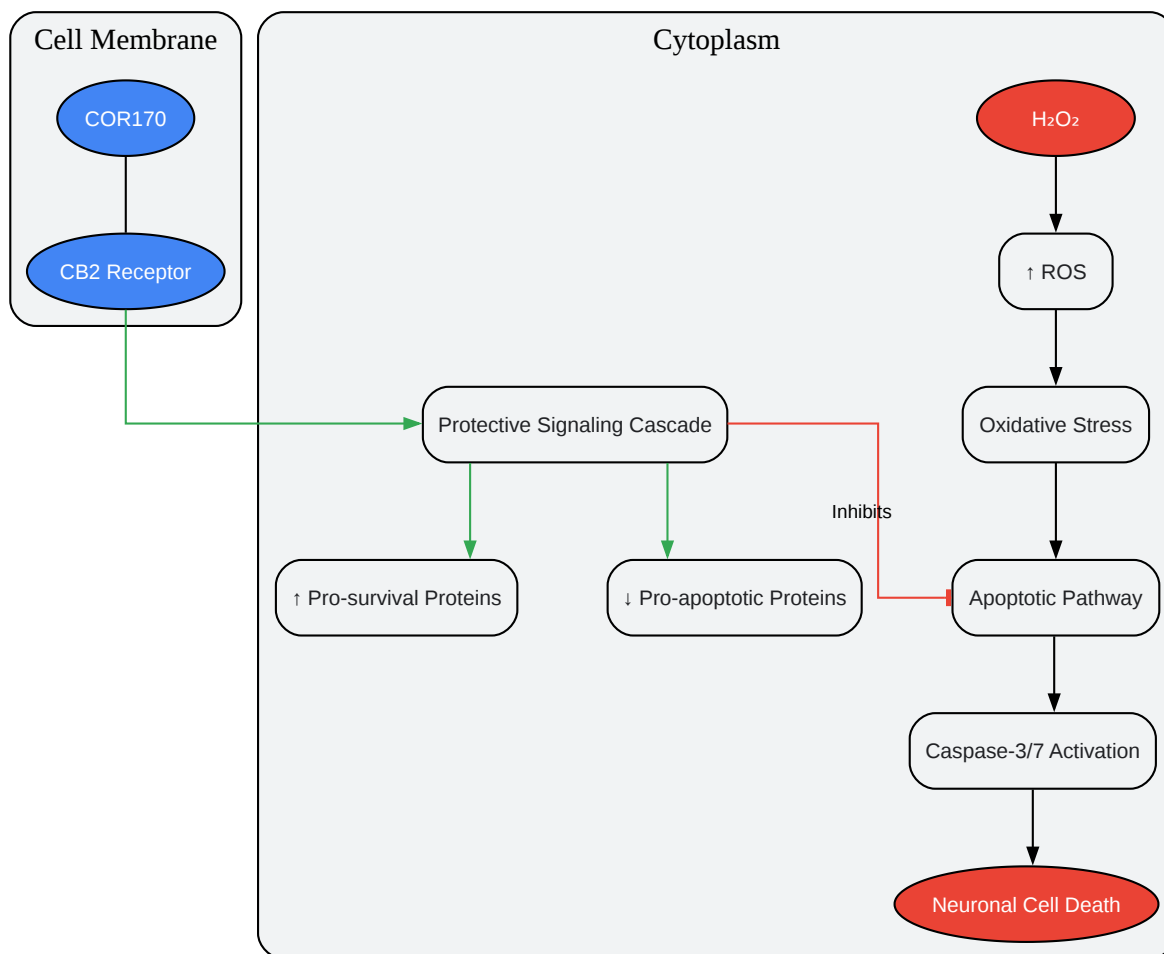 Cell Membrane
COR170
CB2 Receptor
Cytoplasm
H₂O₂
↑ ROS
Protective Signaling Cascade
Oxidative Stress
Inhibits
↑ Pro-survival Proteins
↓ Pro-apoptotic Proteins
Apoptotic Pathway
Caspase-3/7 Activation
Neuronal Cell Death